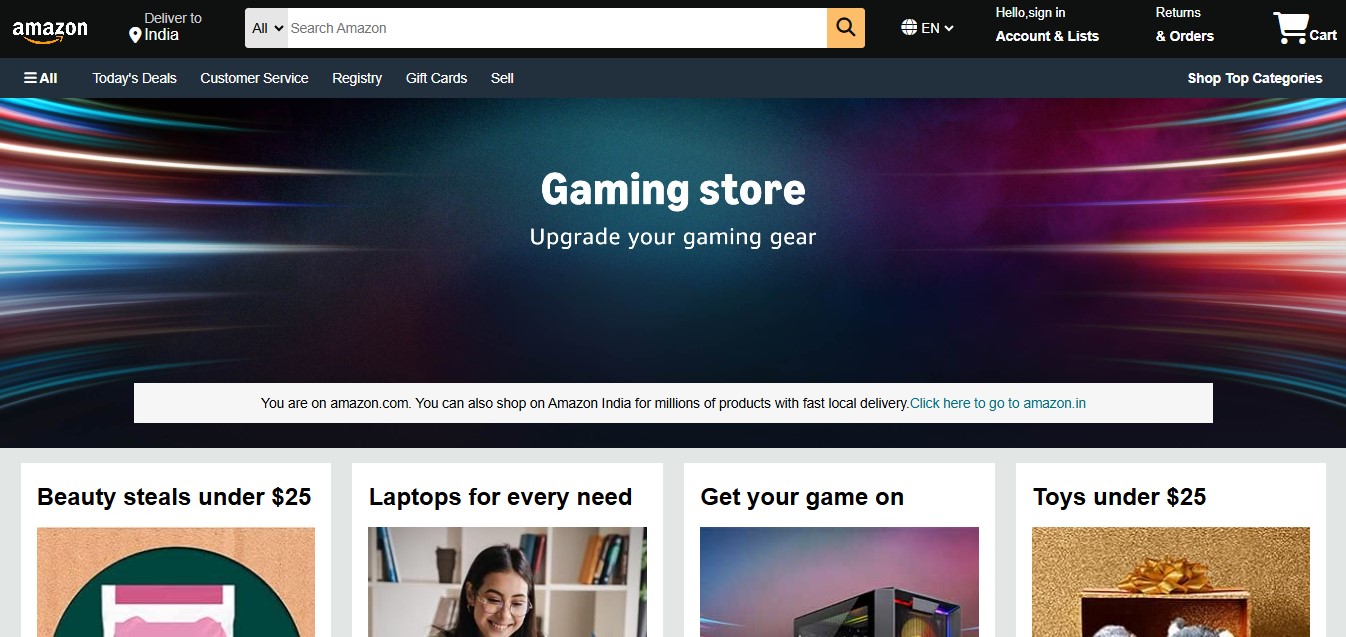 amazon
Deliver to
India
All
Search Amazon
EN
Hello,sign in
Account & Lists
Returns
& Orders
Cart
All
Today's Deals
Customer Service
Registry
Gift Cards
Sell
Shop Top Categories
Gaming store
Upgrade your gaming gear
You are on amazon.com. You can also shop on Amazon India for millions of products with fast local delivery.Click here to go to amazon.in
Beauty steals under $25
Laptops for every need
Get your game on
Toys under $25